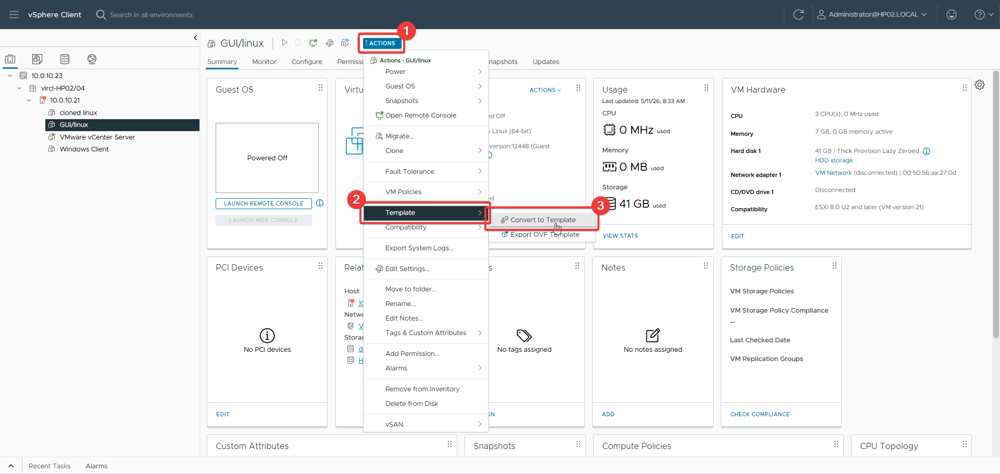 vSphere Client
Search in all environments
Administrator@HP02.LOCAL
1
GUI/linux
ACTIONS
Summary
Monitor
Configure
Permissi
napshots
Updates
10.0.10.23
vircl-HP02/04
10.0.10.21
cloned linux
GUI/linux
VMware vCenter Server
Windows Client
Actions - GUI/linux
Power
Guest OS
Snapshots
Open Remote Console
Migrate...
Clone
Fault Tolerance
VM Policies
2
Template
Compatibility
Export System Logs...
Edit Settings...
Move to folder...
Rename...
Edit Notes...
Tags & Custom Attributes
Add Permission...
Alarms
Remove from Inventory
Delete from Disk
vSAN
3
Convert to Template
Export OVF Template
Guest OS
Powered Off
LAUNCH REMOTE CONSOLE
LAUNCH WEB CONSOLE
Virtu
ACTIONS
ed Off
u Linux (64-bit)
version:12448 (Guest
ed
Usage
Last updated: 5/11/26, 8:33 AM
CPU
0 MHz used
Memory
0 MB used
Storage
41 GB used
VIEW STATS
VM Hardware
CPU
3 CPU(s), 0 MHz used
Memory
7 GB, 0 GB memory active
Hard disk 1
41 GB | Thick Provision Lazy Zeroed
HDD storage
Network adapter 1
VM Network (disconnected) | 00:50:56:aa:27:0d
CD/DVD drive 1
Disconnected
Compatibility
ESXi 8.0 U2 and later (VM version 21)
EDIT
PCI Devices
No PCI devices
EDIT
Relat
Host
10
Netwo
V
Storag
d
H
s
No tags assigned
GN
Notes
No notes assigned
ADD
Storage Policies
VM Storage Policies
VM Storage Policy Compliance
--
Last Checked Date
VM Replication Groups
CHECK COMPLIANCE
Custom Attributes
Snapshots
Compute Policies
CPU Topology
Recent Tasks
Alarms